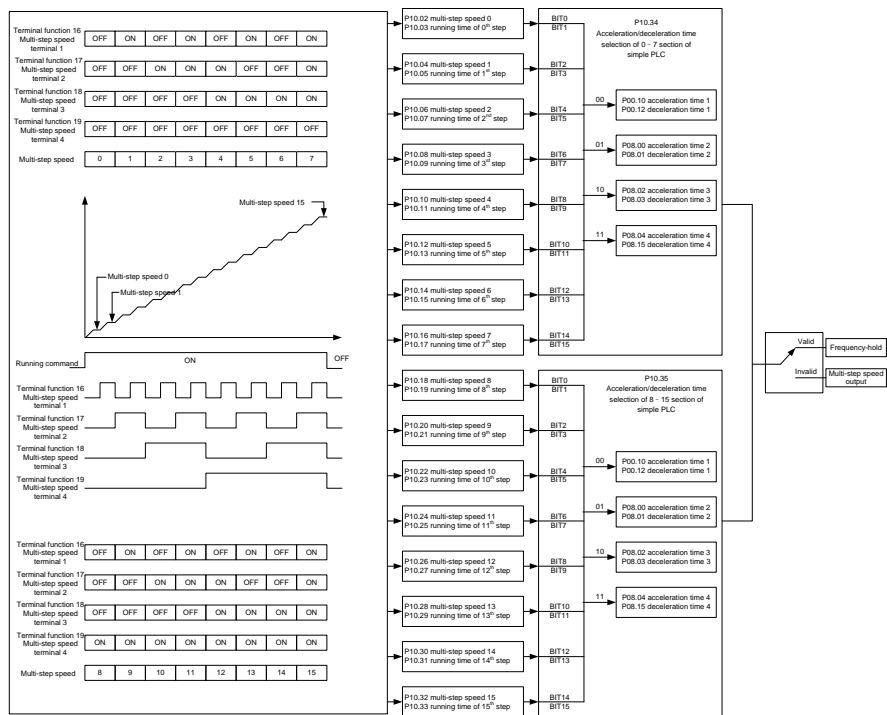 Terminal function 16
Multi-step speed
terminal 1
OFF ON OFF ON OFF ON OFF ON
Terminal function 17
Multi-step speed
terminal 2
OFF OFF ON ON OFF OFF ON ON
Terminal function 18
Multi-step speed
terminal 3
OFF OFF OFF OFF ON ON ON ON
Terminal function 19
Multi-step speed
terminal 4
OFF OFF OFF OFF OFF OFF OFF OFF
Multi-step speed
0 1 2 3 4 5 6 7
Multi-step speed 15
Multi-step speed 0
Multi-step speed 1
Running command
ON
OFF
Terminal function 16
Multi-step speed
terminal 1
Terminal function 17
Multi-step speed
terminal 2
Terminal function 18
Multi-step speed
terminal 3
Terminal function 19
Multi-step speed
terminal 4
Terminal function 16
Multi-step speed
terminal 1
OFF ON OFF ON OFF ON OFF ON
Terminal function 17
Multi-step speed
terminal 2
OFF OFF ON ON OFF OFF ON ON
Terminal function 18
Multi-step speed
terminal 3
OFF OFF OFF OFF ON ON ON ON
Terminal function 19
Multi-step speed
terminal 4
ON ON ON ON ON ON ON ON
Multi-step speed
8 9 10 11 12 13 14 15
P10.02 multi-step speed 0
P10.03 running time of 0th step
P10.04 multi-step speed 1
P10.05 running time of 1st step
P10.06 multi-step speed 2
P10.07 running time of 2nd step
P10.08 multi-step speed 3
P10.09 running time of 3rd step
P10.10 multi-step speed 4
P10.11 running time of 4th step
P10.12 multi-step speed 5
P10.13 running time of 5th step
P10.14 multi-step speed 6
P10.15 running time of 6th step
P10.16 multi-step speed 7
P10.17 running time of 7th step
P10.18 multi-step speed 8
P10.19 running time of 8th step
P10.20 multi-step speed 9
P10.21 running time of 9th step
P10.22 multi-step speed 10
P10.23 running time of 10th step
P10.24 multi-step speed 11
P10.25 running time of 11th step
P10.26 multi-step speed 12
P10.27 running time of 12th step
P10.28 multi-step speed 13
P10.29 running time of 13th step
P10.30 multi-step speed 14
P10.31 running time of 14th step
P10.32 multi-step speed 15
P10.33 running time of 15th step
BIT0
BIT1
BIT2
BIT3
BIT4
BIT5
BIT6
BIT7
BIT8
BIT9
BIT10
BIT11
BIT12
BIT13
BIT14
BIT15
P10.34
Acceleration/deceleration time
selection of 0 - 7 section of
simple PLC
00
P00.10 acceleration time 1
P00.12 deceleration time 1
01
P08.00 acceleration time 2
P08.01 deceleration time 2
10
P08.02 acceleration time 3
P08.03 deceleration time 3
11
P08.04 acceleration time 4
P08.15 deceleration time 4
BIT0
BIT1
BIT2
BIT3
BIT4
BIT5
BIT6
BIT7
BIT8
BIT9
BIT10
BIT11
BIT12
BIT13
BIT14
BIT15
P10.35
Acceleration/deceleration time
selection of 8 - 15 section of
simple PLC
00
P00.10 acceleration time 1
P00.12 deceleration time 1
01
P08.00 acceleration time 2
P08.01 deceleration time 2
10
P08.02 acceleration time 3
P08.03 deceleration time 3
11
P08.04 acceleration time 4
P08.15 deceleration time 4
Valid
Frequency-hold
Invalid
Multi-step speed
output